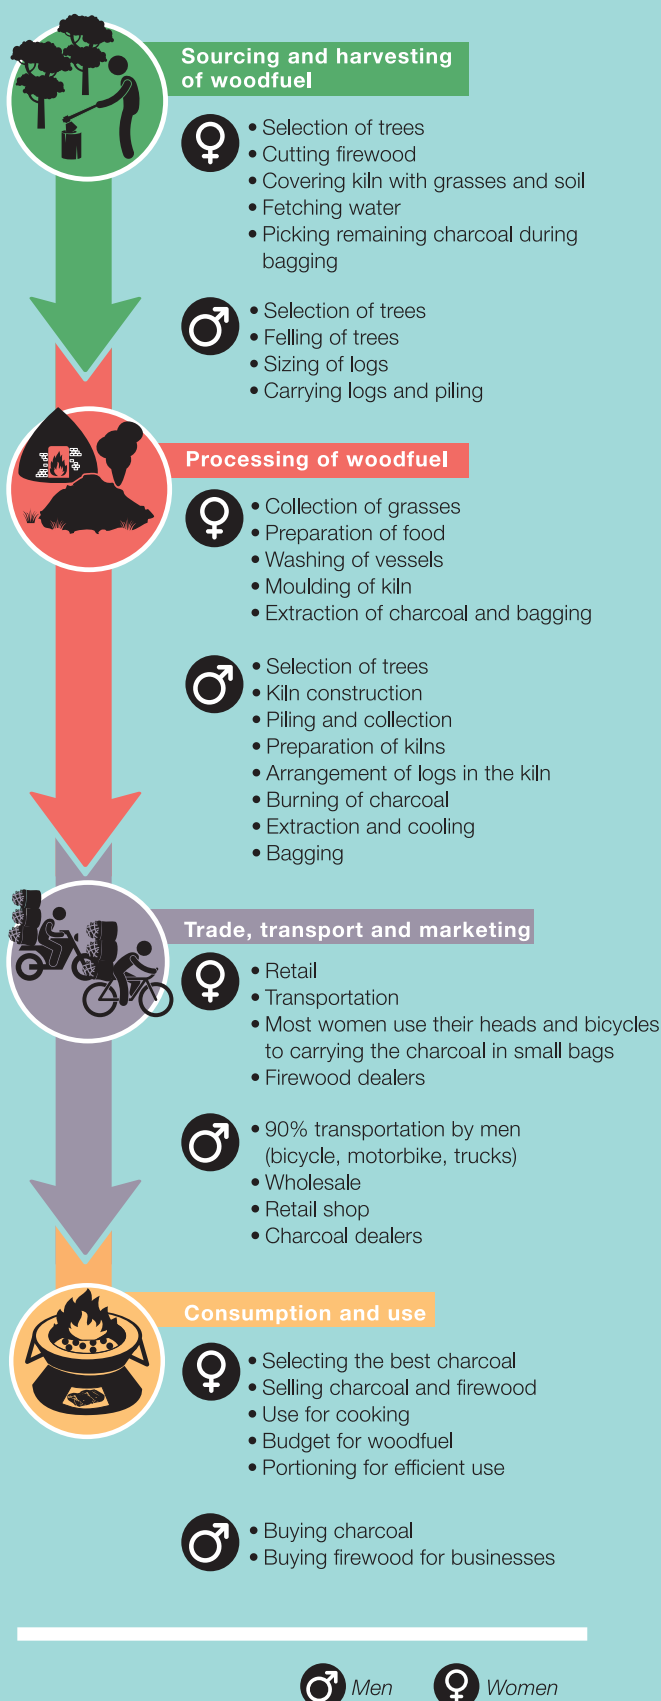 Sourcing and harvesting
of woodfuel
• Selection of trees
• Cutting firewood
• Covering kiln with grasses and soil
• Fetching water
• Picking remaining charcoal during
bagging
• Selection of trees
• Felling of trees
• Sizing of logs
• Carrying logs and piling
Processing of woodfuel
• Collection of grasses
• Preparation of food
• Washing of vessels
• Moulding of kiln
• Extraction of charcoal and bagging
• Selection of trees
• Kiln construction
• Piling and collection
• Preparation of kilns
• Arrangement of logs in the kiln
• Burning of charcoal
• Extraction and cooling
• Bagging
Trade, transport and marketing
• Retail
• Transportation
• Most women use their heads and bicycles
to carrying the charcoal in small bags
• Firewood dealers
• 90% transportation by men
(bicycle, motorbike, trucks)
• Wholesale
• Retail shop
• Charcoal dealers
Consumption and use
• Selecting the best charcoal
• Selling charcoal and firewood
• Use for cooking
• Budget for woodfuel
• Portioning for efficient use
• Buying charcoal
• Buying firewood for businesses
Men Women